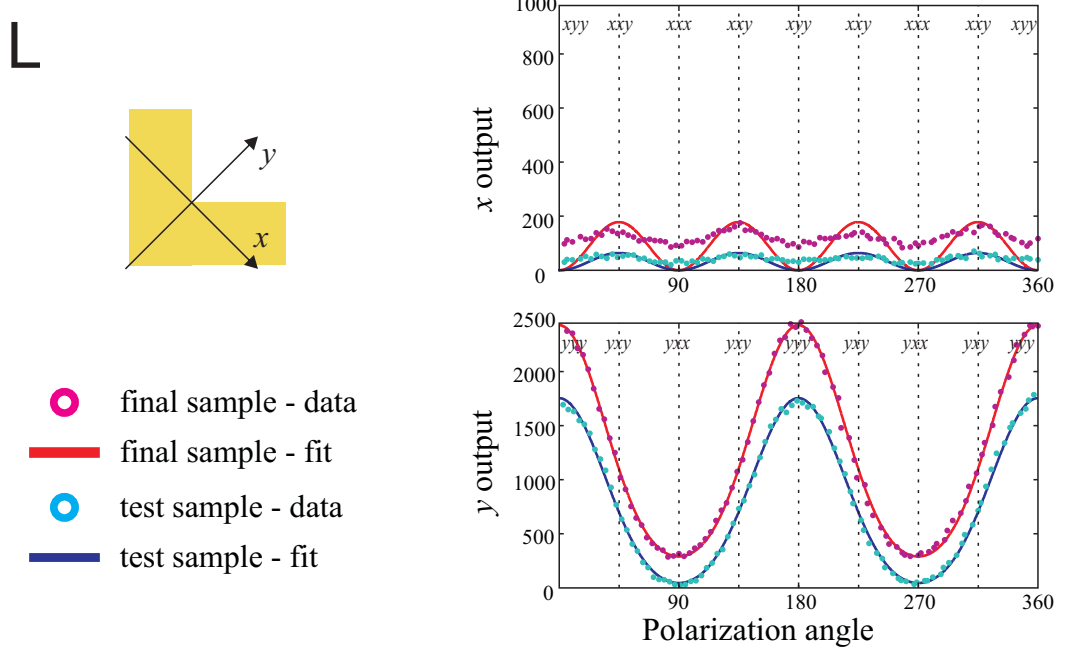 L
y
x
final sample - data
final sample - fit
test sample - data
test sample - fit
x output
1000
800
600
400
200
0
xyy xxy xxx xxy xyy xxy xxx xxy xyy
90 180 270 360
y output
2500
2000
1500
1000
500
0
yyy yxy yxx yxy yyy yxy yxx yxy yyy
90 180 270 360
Polarization angle